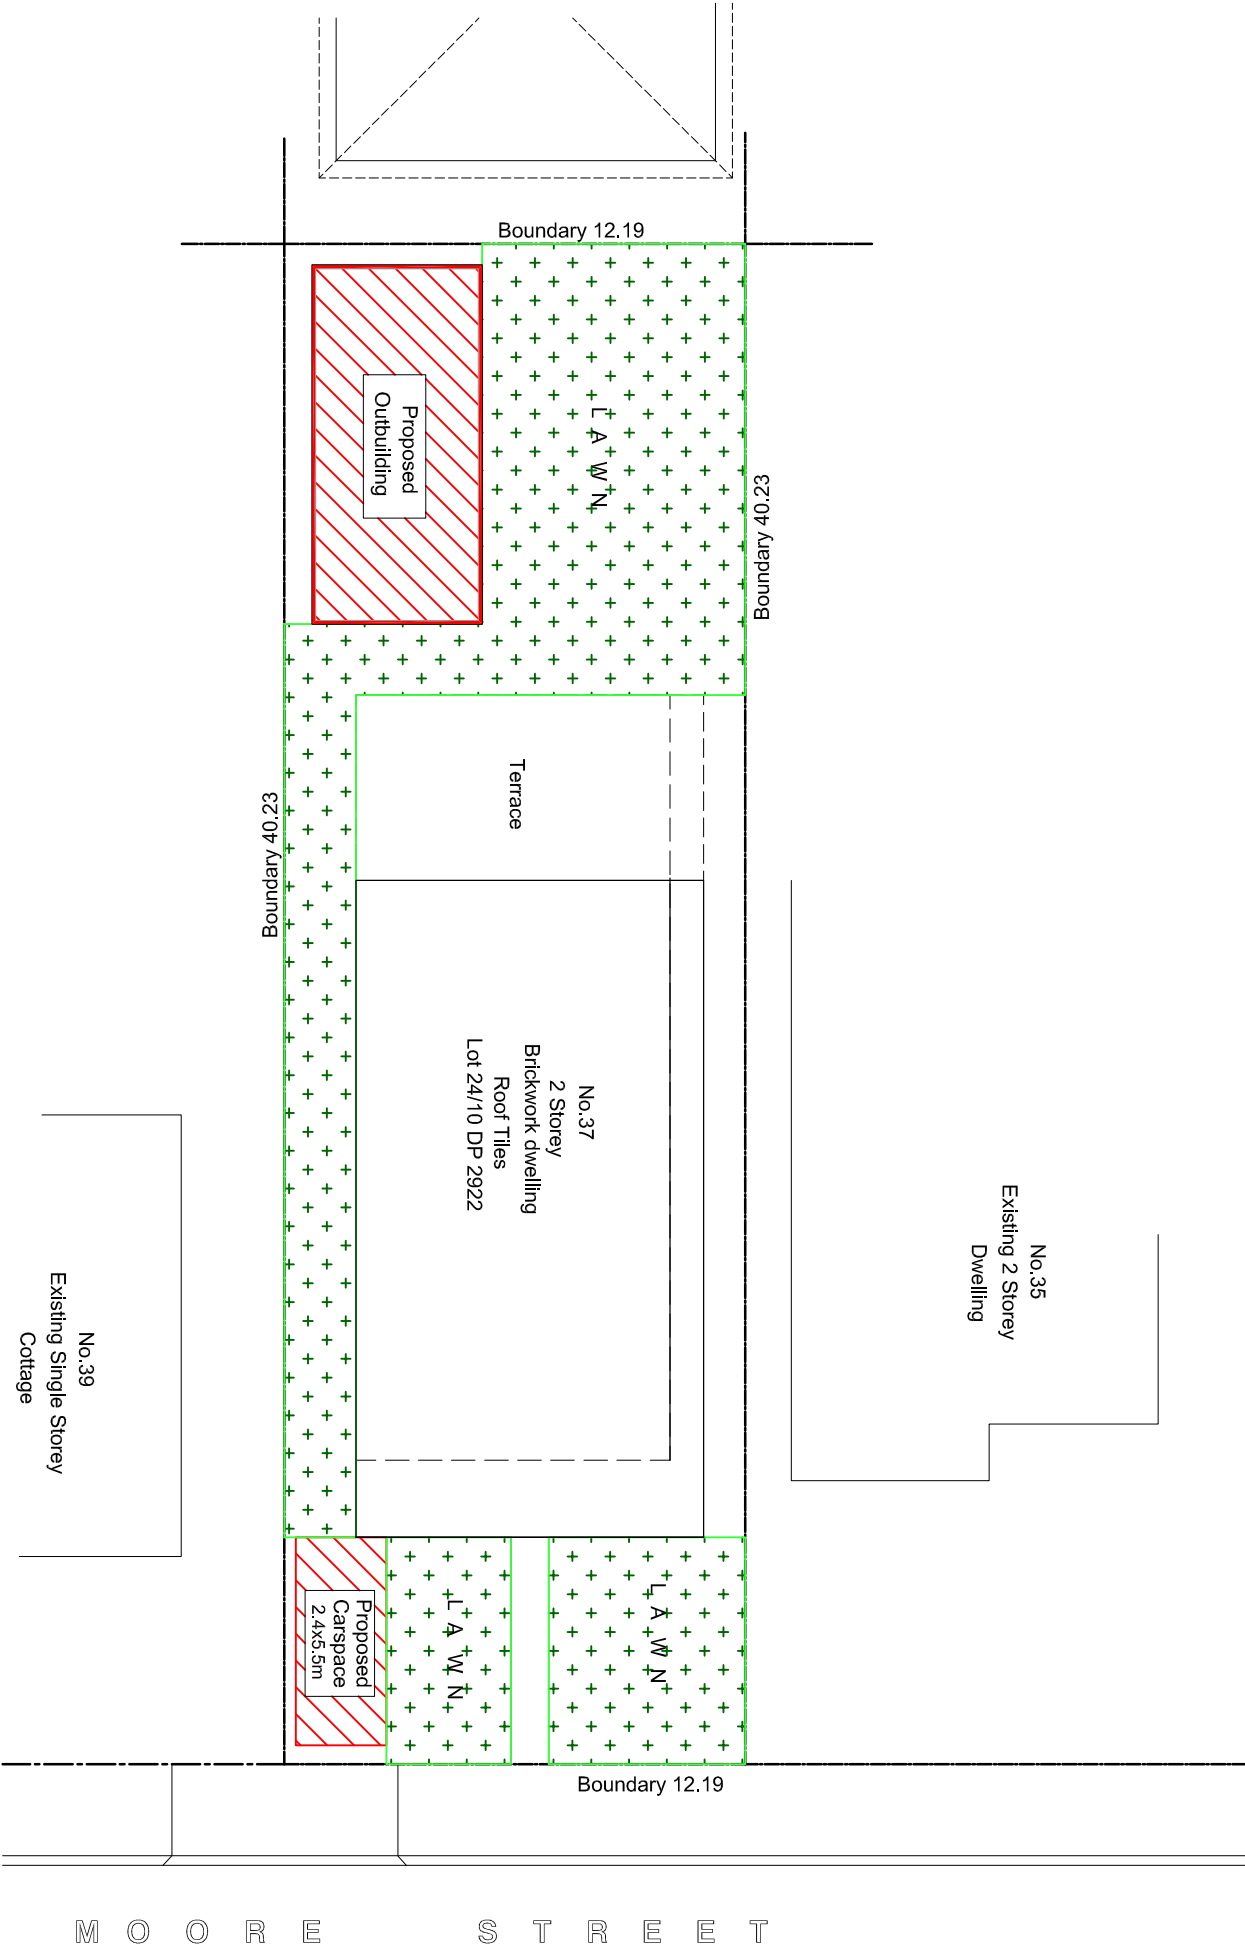 Boundary 12.19
Proposed
Outbuilding
L A W N
Boundary 40.23
Terrace
Boundary 40.23
No.37
2 Storey
Brickwork dwelling
Roof Tiles
Lot 24/10 DP 2922
No.35
Existing 2 Storey
Dwelling
No.39
Existing Single Storey
Cottage
Proposed
Carspace
2.4x5.5m
L A W N
L A W N
Boundary 12.19
MOORE STREET